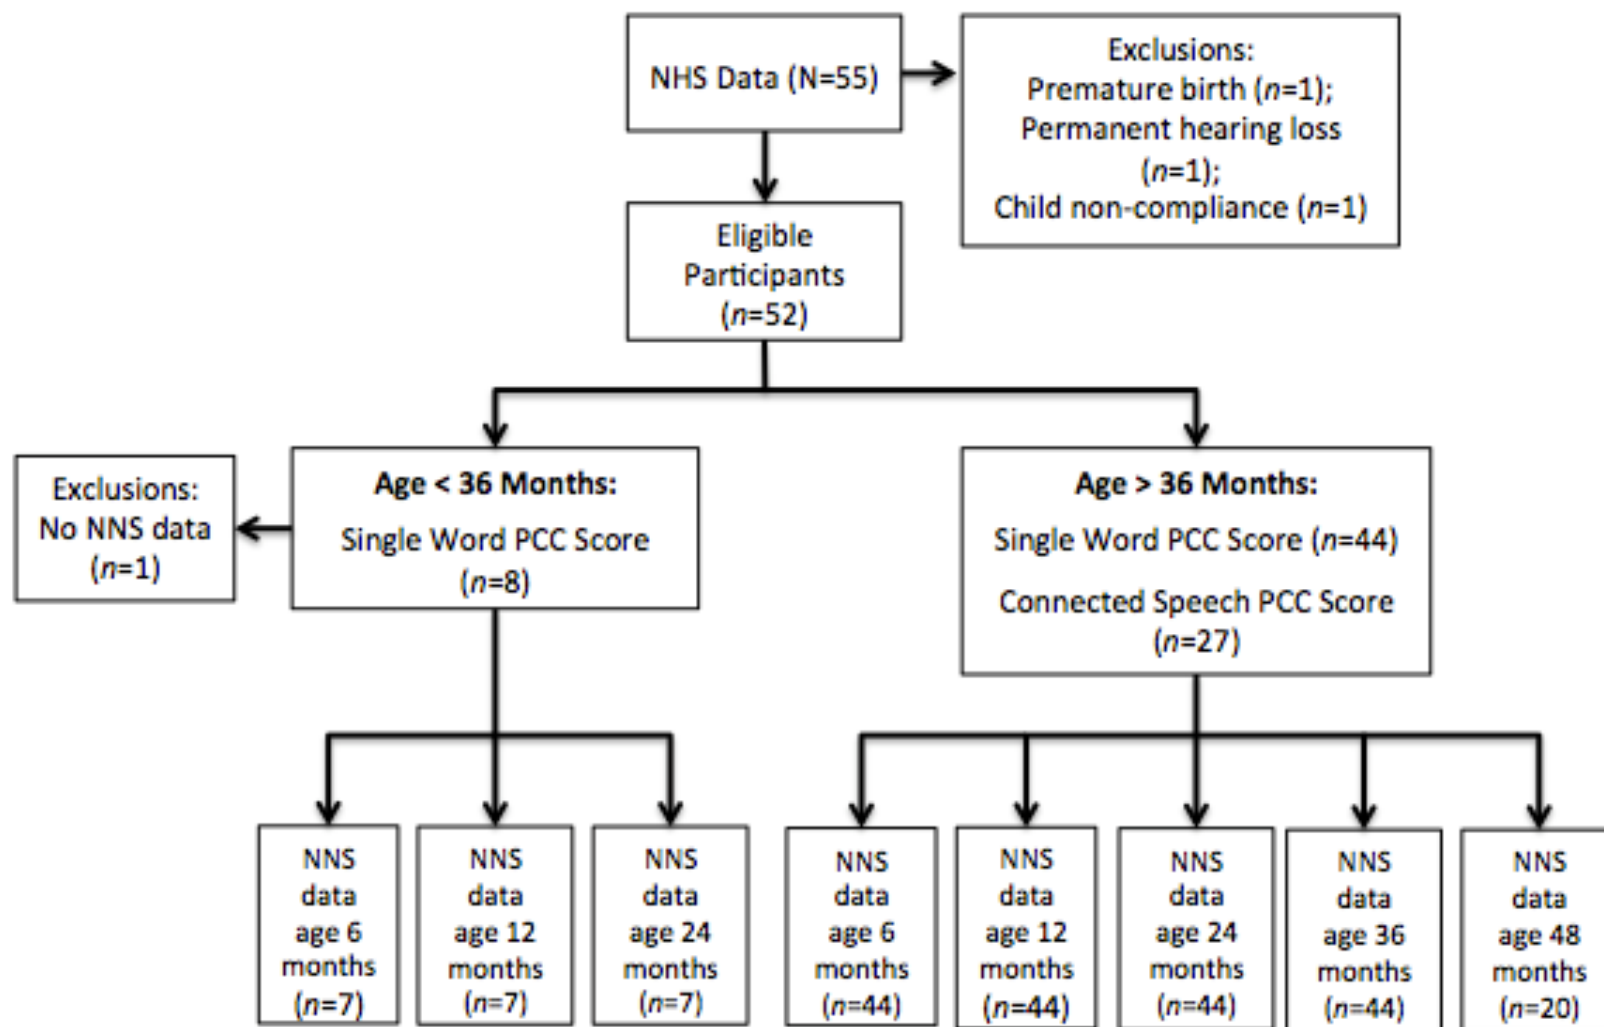 NHS Data (N=55)
Exclusions:
Premature birth (n=1);
Permanent hearing loss
(n=1);
Child non-compliance (n=1)
Eligible
Participants
(n=52)
Exclusions:
No NNS data
(n=1)
Age < 36 Months:
Single Word PCC Score
(n=8)
Age > 36 Months:
Single Word PCC Score (n=44)
Connected Speech PCC Score
(n=27)
NNS
data
age 6
months
(n=7)
NNS
data
age 12
months
(n=7)
NNS
data
age 24
months
(n=7)
NNS
data
age 6
months
(n=44)
NNS
data
age 12
months
(n=44)
NNS
data
age 24
months
(n=44)
NNS
data
age 36
months
(n=44)
NNS
data
age 48
months
(n=20)